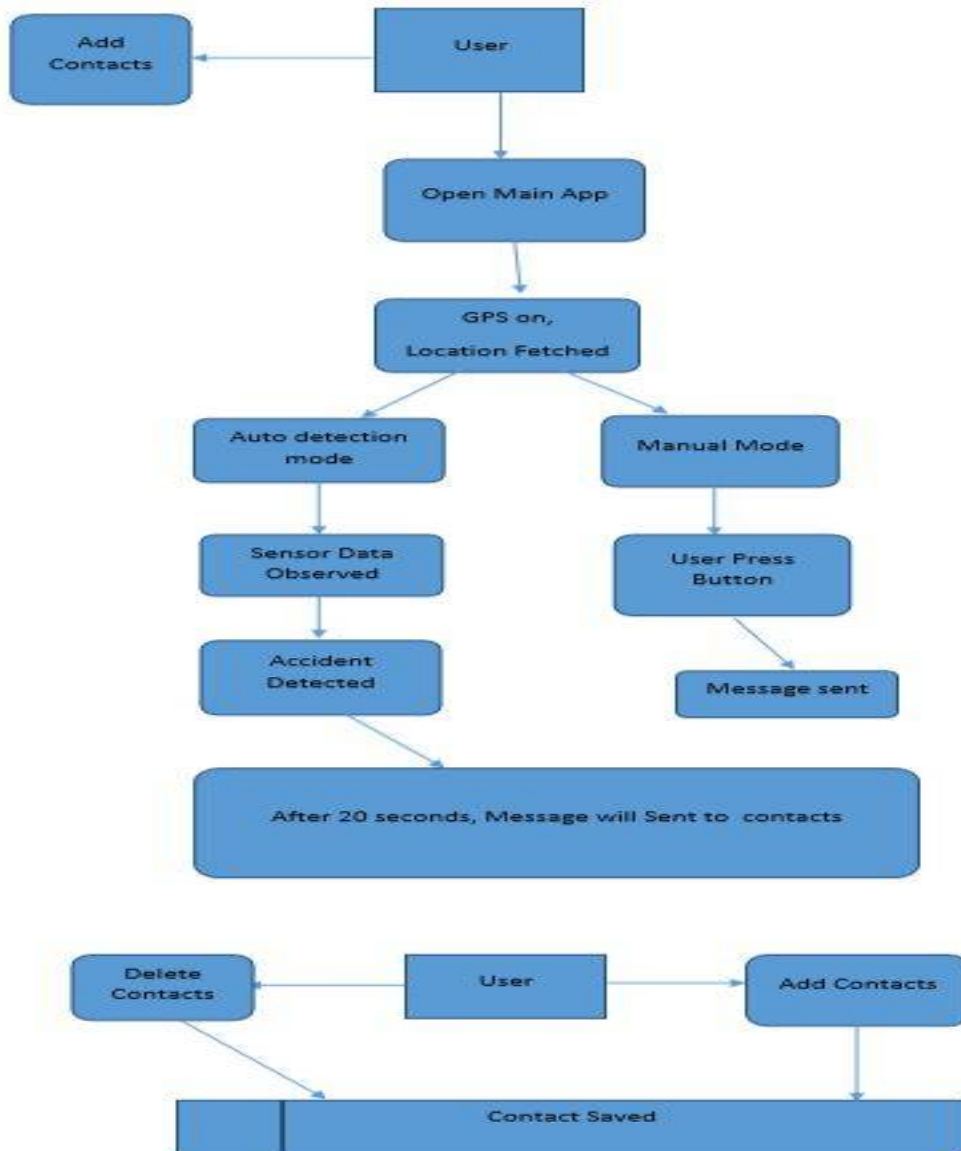 Add
Contacts
User
Open Main App
GPS on,
Location Fetched
Auto detection
mode
Manual Mode
Sensor Data
Observed
User Press
Button
Accident
Detected
Message sent
After 20 seconds, Message will Sent to contacts
Delete
Contacts
User
Add Contacts
Contact Saved